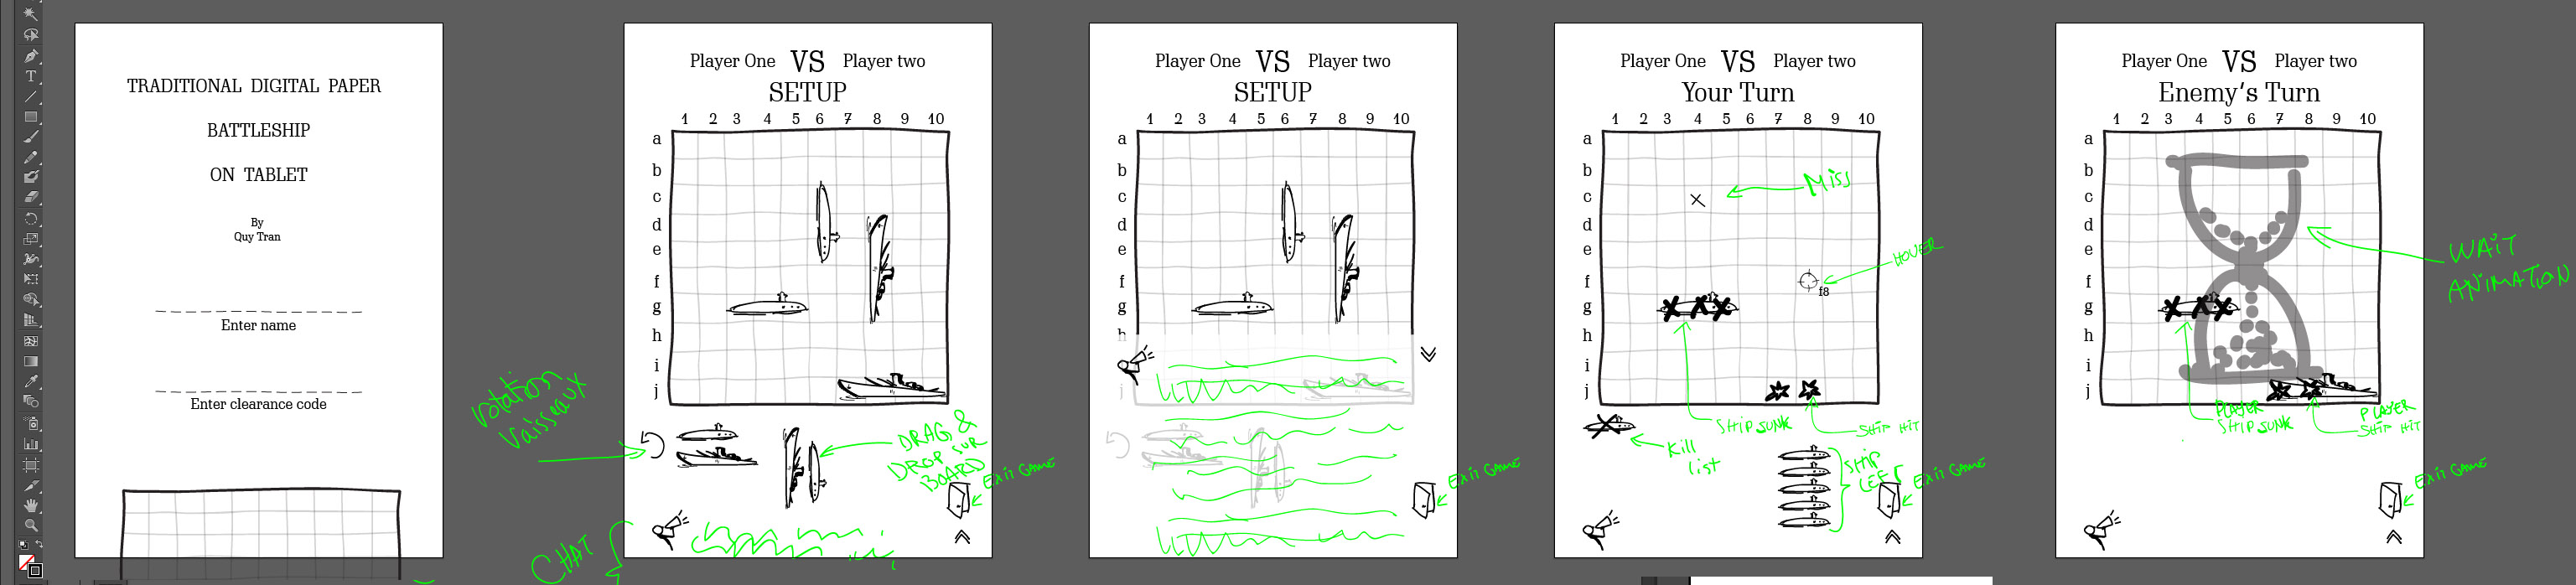 TRADITIONAL DIGITAL PAPER
BATTLESHIP
ON TABLET
By
Quy Tran
Enter name
Enter clearance code
Player One VS Player two
SETUP
1 2 3 4 5 6 7 8 9 10
a
b
c
d
e
f
g
h
i
j
Rotation
Vaisseaux
DRAG &
DROP SUR
BOARD
EXIT GAME
CHAT
Player One VS Player two
SETUP
1 2 3 4 5 6 7 8 9 10
a
b
c
d
e
f
g
h
j
EXIT GAME
Player One VS Player two
Your Turn
1 2 3 4 5 6 7 8 9 10
a
b
c
d
e
f
g
h
i
j
MISS
HOVER
f8
SHIP SUNK
SHIP HIT
Kill
list
SHIP
LEFT
EXIT GAME
Player One VS Player two
Enemy's Turn
1 2 3 4 5 6 7 8 9 10
a
b
c
d
e
f
g
h
i
j
WAIT
ANIMATION
PLAYER
SHIP SUNK
PLAYER
SHIP HIT
EXIT GAME